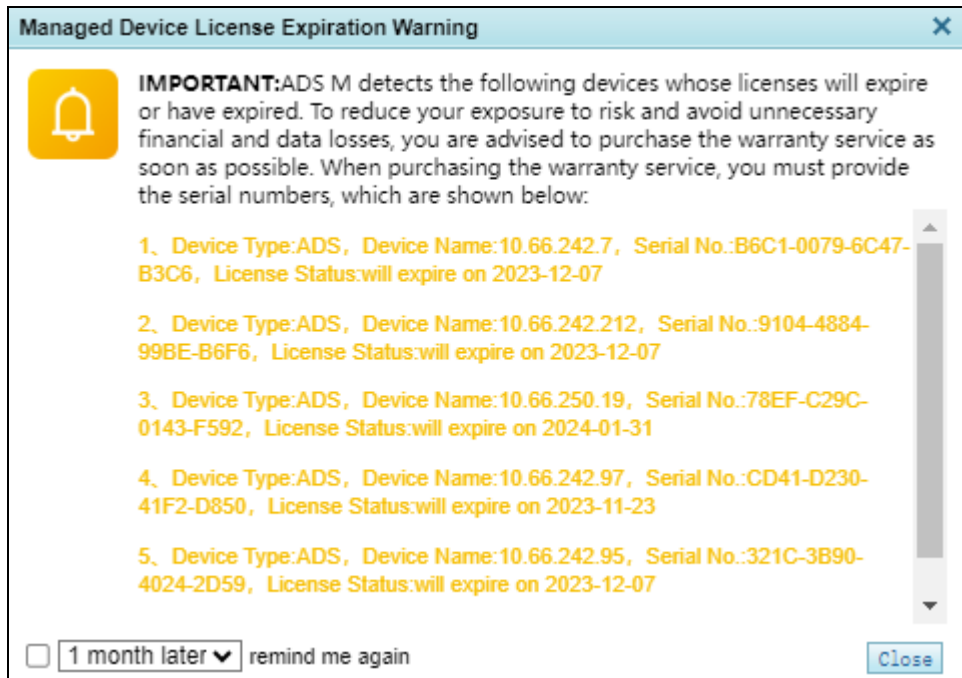 Managed Device License Expiration Warning
IMPORTANT:ADS M detects the following devices whose licenses will expire
or have expired. To reduce your exposure to risk and avoid unnecessary
financial and data losses, you are advised to purchase the warranty service as
soon as possible. When purchasing the warranty service, you must provide
the serial numbers, which are shown below:
1、Device Type:ADS，Device Name:10.66.242.7，Serial No.:B6C1-0079-6C47-
B3C6，License Status:will expire on 2023-12-07
2、Device Type:ADS，Device Name:10.66.242.212，Serial No.:9104-4884-
99BE-B6F6，License Status:will expire on 2023-12-07
3、Device Type:ADS，Device Name:10.66.250.19，Serial No.:78EF-C29C-
0143-F592，License Status:will expire on 2024-01-31
4、Device Type:ADS，Device Name:10.66.242.97，Serial No.:CD41-D230-
41F2-D850，License Status:will expire on 2023-11-23
5、Device Type:ADS，Device Name:10.66.242.95，Serial No.:321C-3B90-
4024-2D59，License Status:will expire on 2023-12-07
1 month later remind me again
Close